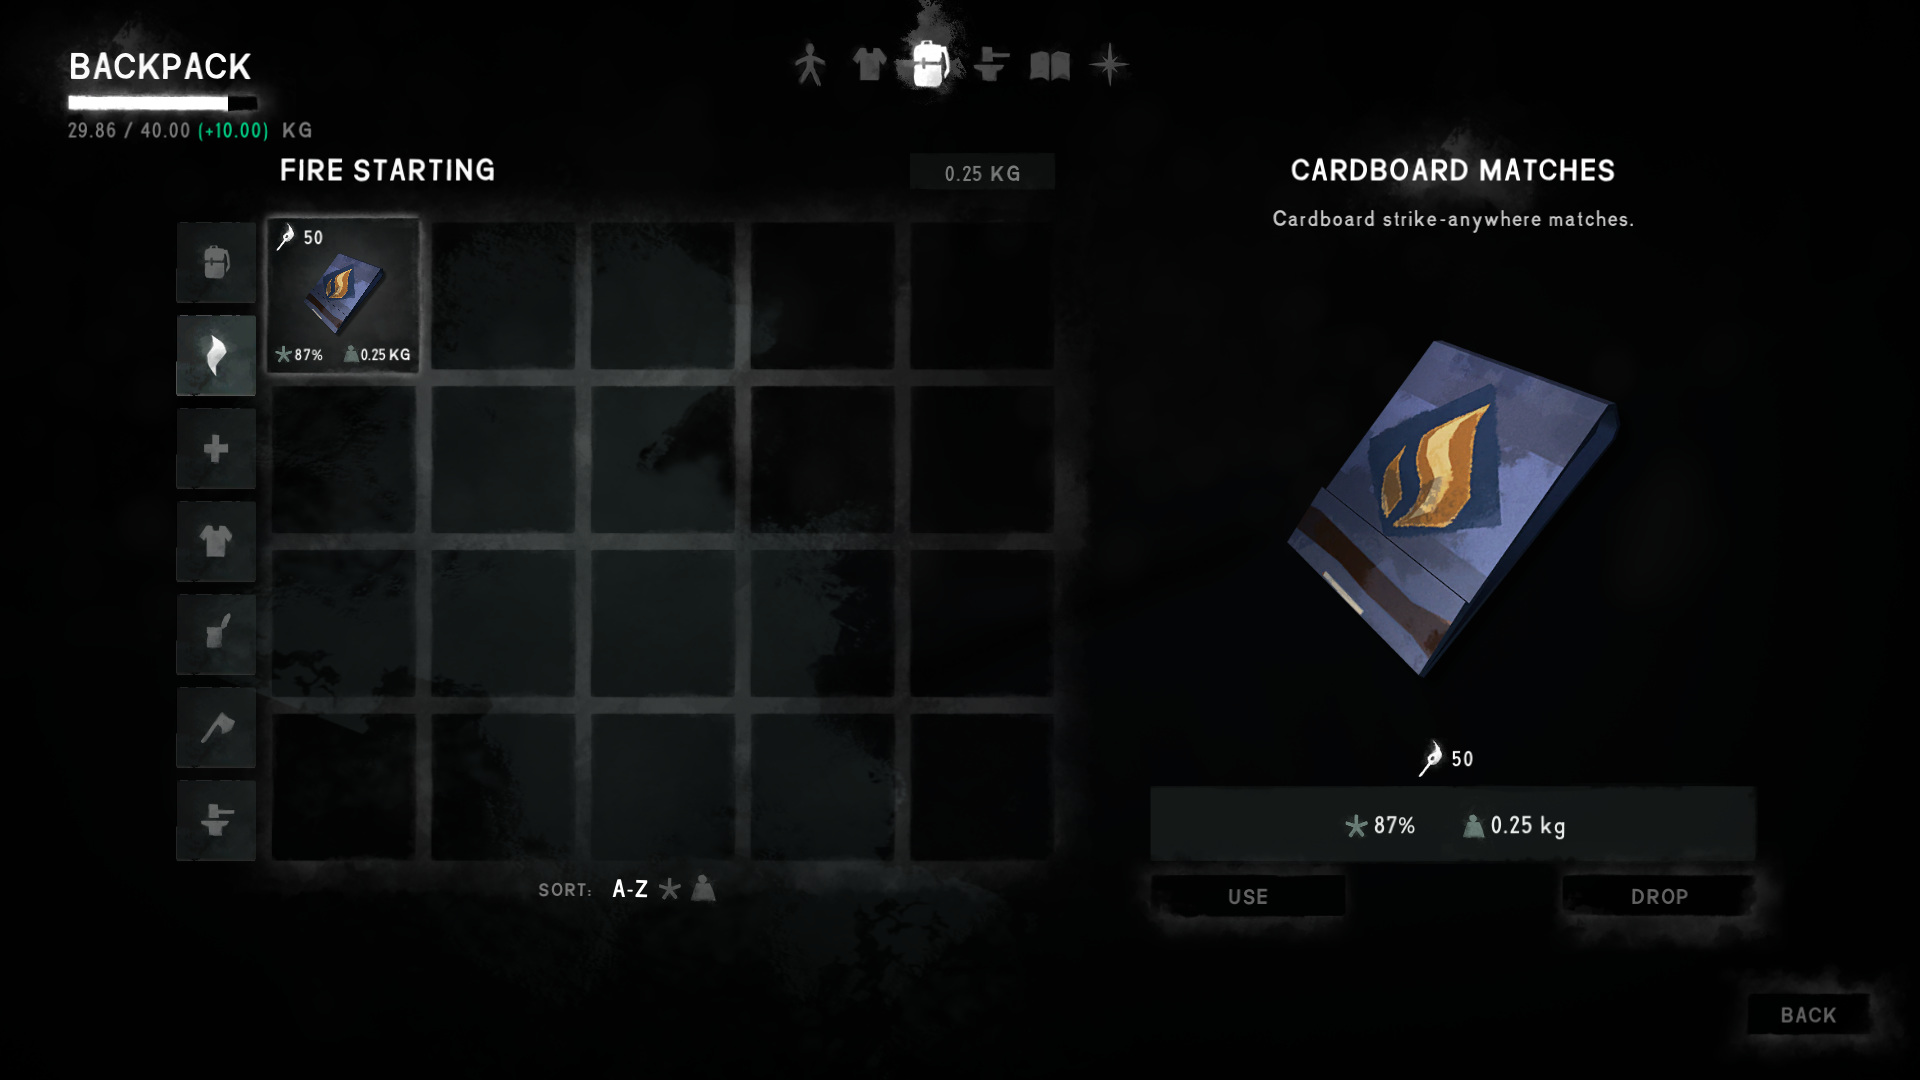 BACKPACK
29.86 / 40.00 (+10.00) KG
FIRE STARTING
0.25 KG
50
87% 0.25 KG
SORT: A-Z
CARDBOARD MATCHES
Cardboard strike-anywhere matches.
50
87% 0.25 kg
USE
DROP
BACK